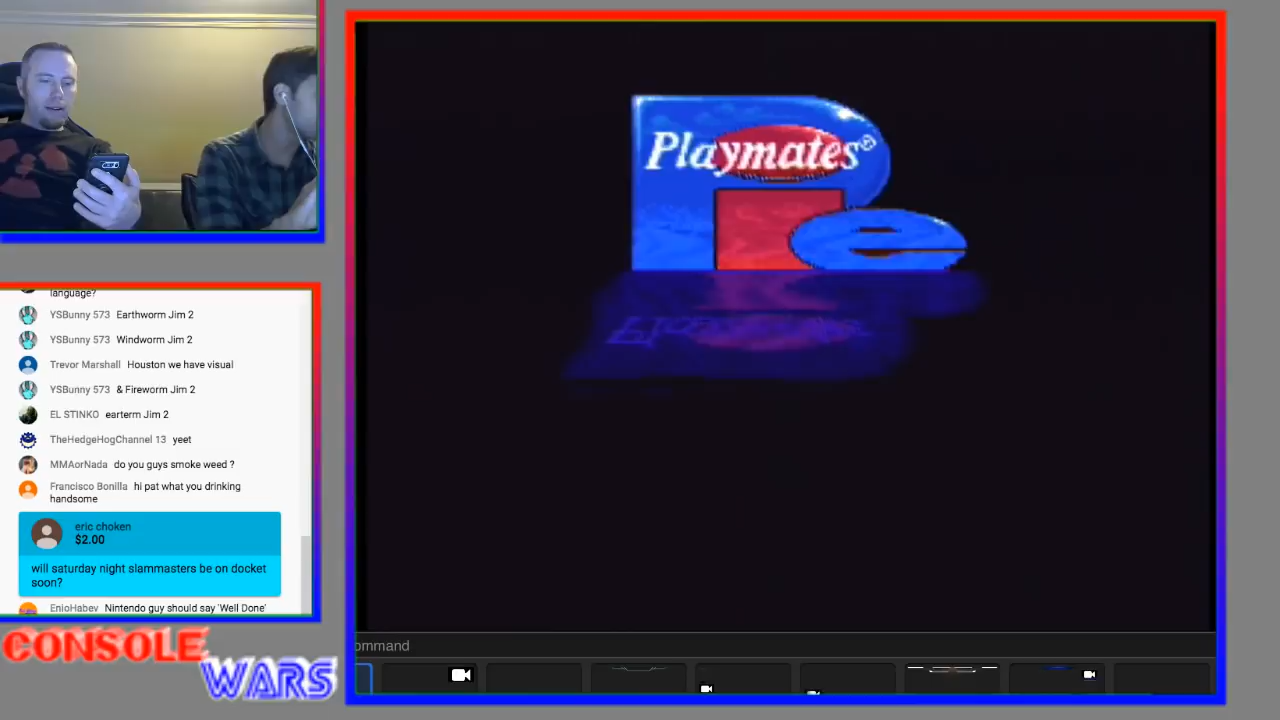 Playmates®
Pe
language?
YSBunny 573 Earthworm Jim 2
YSBunny 573 Windworm Jim 2
Trevor Marshall Houston we have visual
YSBunny 573 & Fireworm Jim 2
EL STINKO earterm Jim 2
TheHedgeHogChannel 13 yeet
MMAorNada do you guys smoke weed ?
Francisco Bonilla hi pat what you drinking
handsome
eric choken
$2.00
will saturday night slammasters be on docket
soon?
EnioHabev Nintendo guy should say 'Well Done'
ommand
CONSOLE
WARS